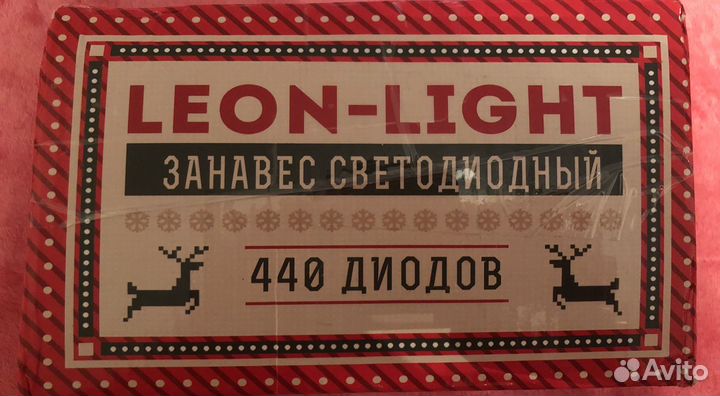 LEON-LIGHT
ЗАНАВЕС СВЕТОДИОДНЫЙ
440 ДИОДОВ
Avito